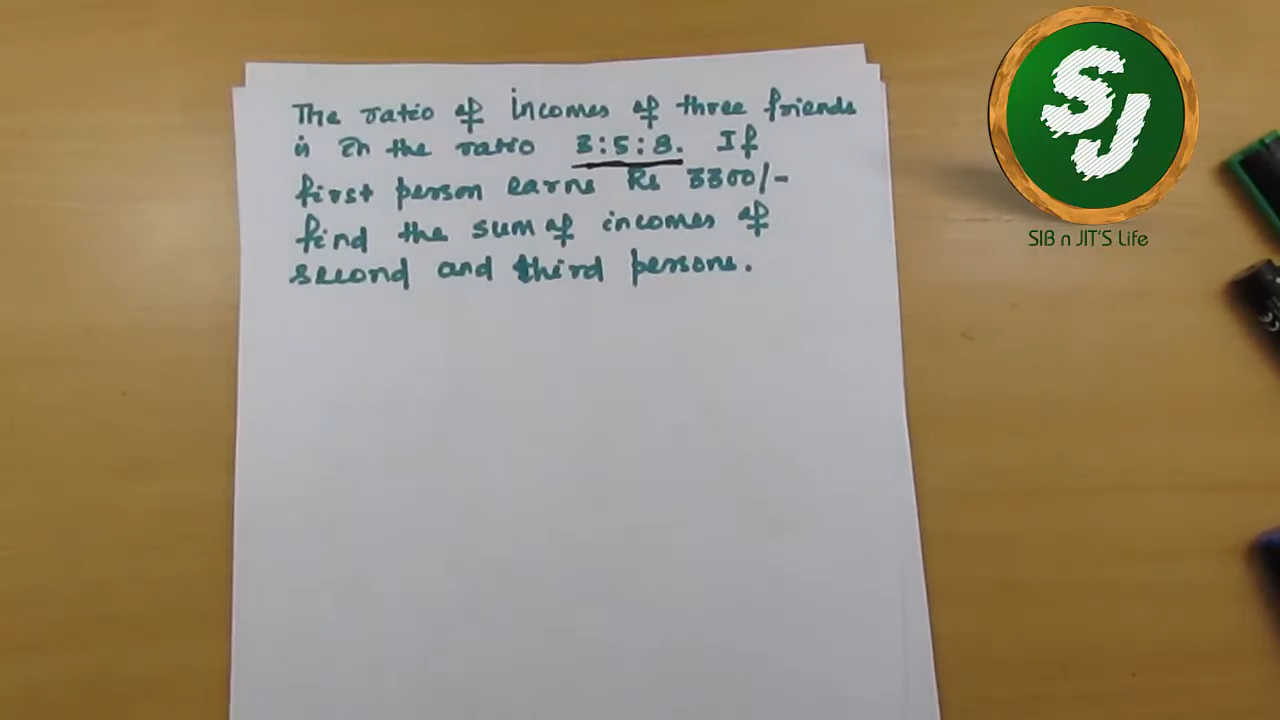 The ratio of incomes of three friends
is in the ratio 3:5:8. If
first person earns Rs 3300/-
find the sum of incomes of
second and third persons.
SJ
SIB n JIT'S Life